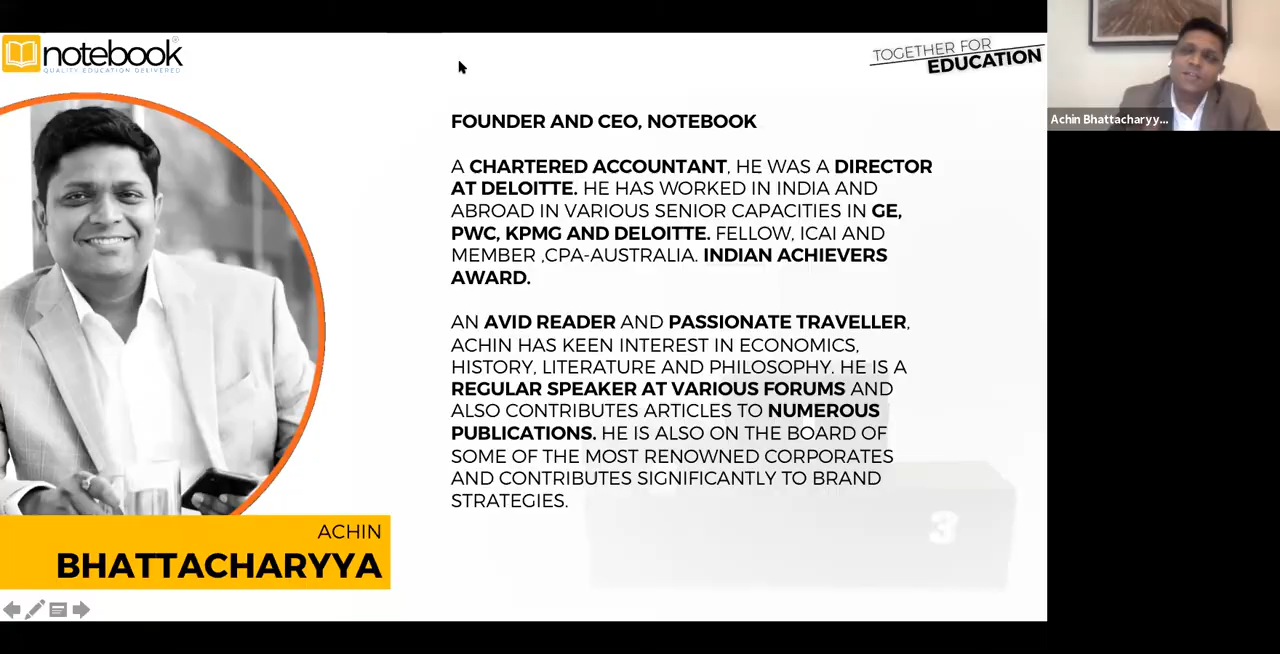 notebook
QUALITY EDUCATION DELIVERED
TOGETHER FOR
EDUCATION
Achin Bhattacharyy...
FOUNDER AND CEO, NOTEBOOK
A CHARTERED ACCOUNTANT, HE WAS A DIRECTOR
AT DELOITTE. HE HAS WORKED IN INDIA AND
ABROAD IN VARIOUS SENIOR CAPACITIES IN GE,
PWC, KPMG AND DELOITTE. FELLOW, ICAI AND
MEMBER ,CPA-AUSTRALIA. INDIAN ACHIEVERS
AWARD.
AN AVID READER AND PASSIONATE TRAVELLER,
ACHIN HAS KEEN INTEREST IN ECONOMICS,
HISTORY, LITERATURE AND PHILOSOPHY. HE IS A
REGULAR SPEAKER AT VARIOUS FORUMS AND
ALSO CONTRIBUTES ARTICLES TO NUMEROUS
PUBLICATIONS. HE IS ALSO ON THE BOARD OF
SOME OF THE MOST RENOWNED CORPORATES
AND CONTRIBUTES SIGNIFICANTLY TO BRAND
STRATEGIES.
3
ACHIN
BHATTACHARYYA